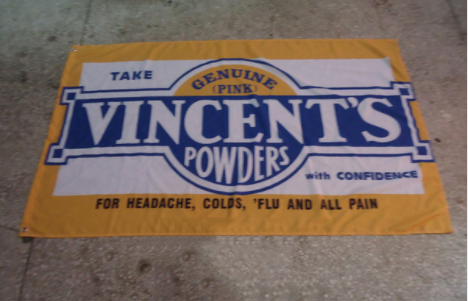 TAKE
GENUINE
(PINK)
VINCENT'S
POWDERS
with CONFIDENCE
FOR HEADACHE, COLDS, 'FLU AND ALL PAIN